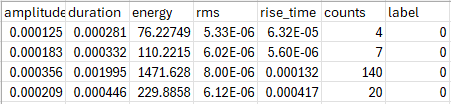 amplitude duration energy rms rise_time counts label
0.000125 0.000281 76.22749 5.33E-06 6.32E-05 4 0
0.000183 0.000332 110.2215 6.02E-06 5.60E-06 7 0
0.000356 0.001995 1471.628 8.00E-06 0.000132 140 0
0.000209 0.000446 229.8858 6.12E-06 0.000417 20 0